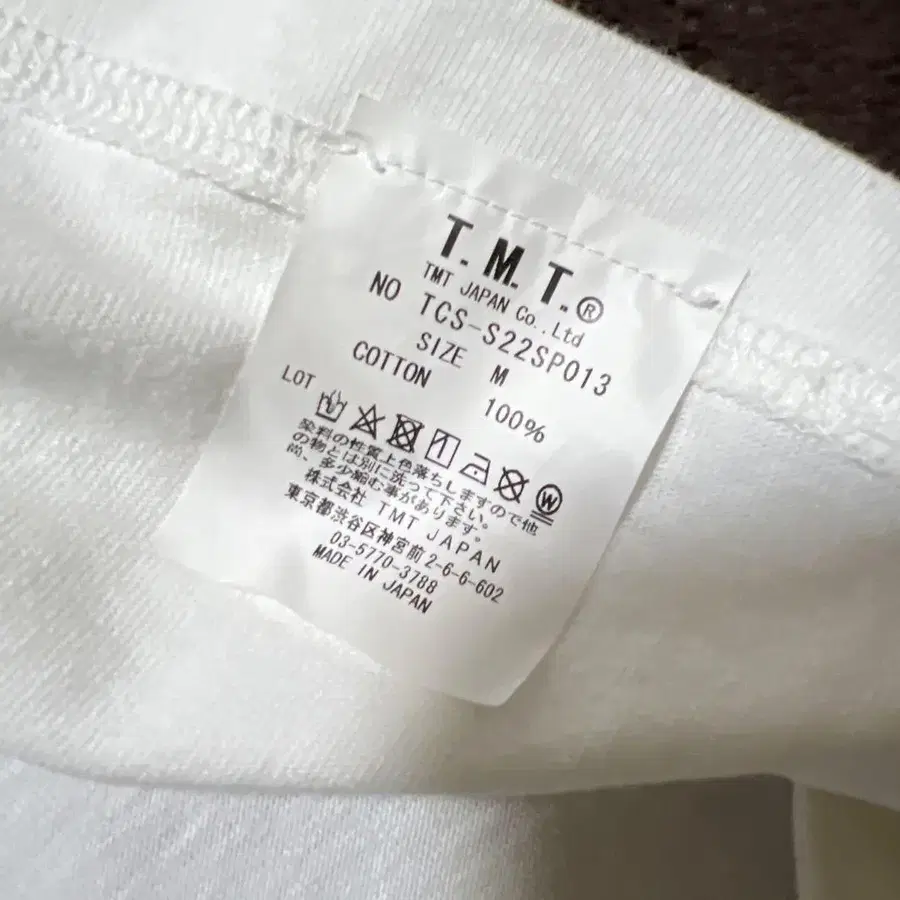 T.M.T.®
TMT JAPAN Co.,Ltd
NO TCS-S22SP013
SIZE M
COTTON 100%
LOT
W
染料の性質上色落ちしますので他
の物とは別に洗って下さい。
尚、多少縮む事があります。
株式会社 TMT JAPAN
東京都渋谷区神宮前2-6-6-602
03-5770-3788
MADE IN JAPAN